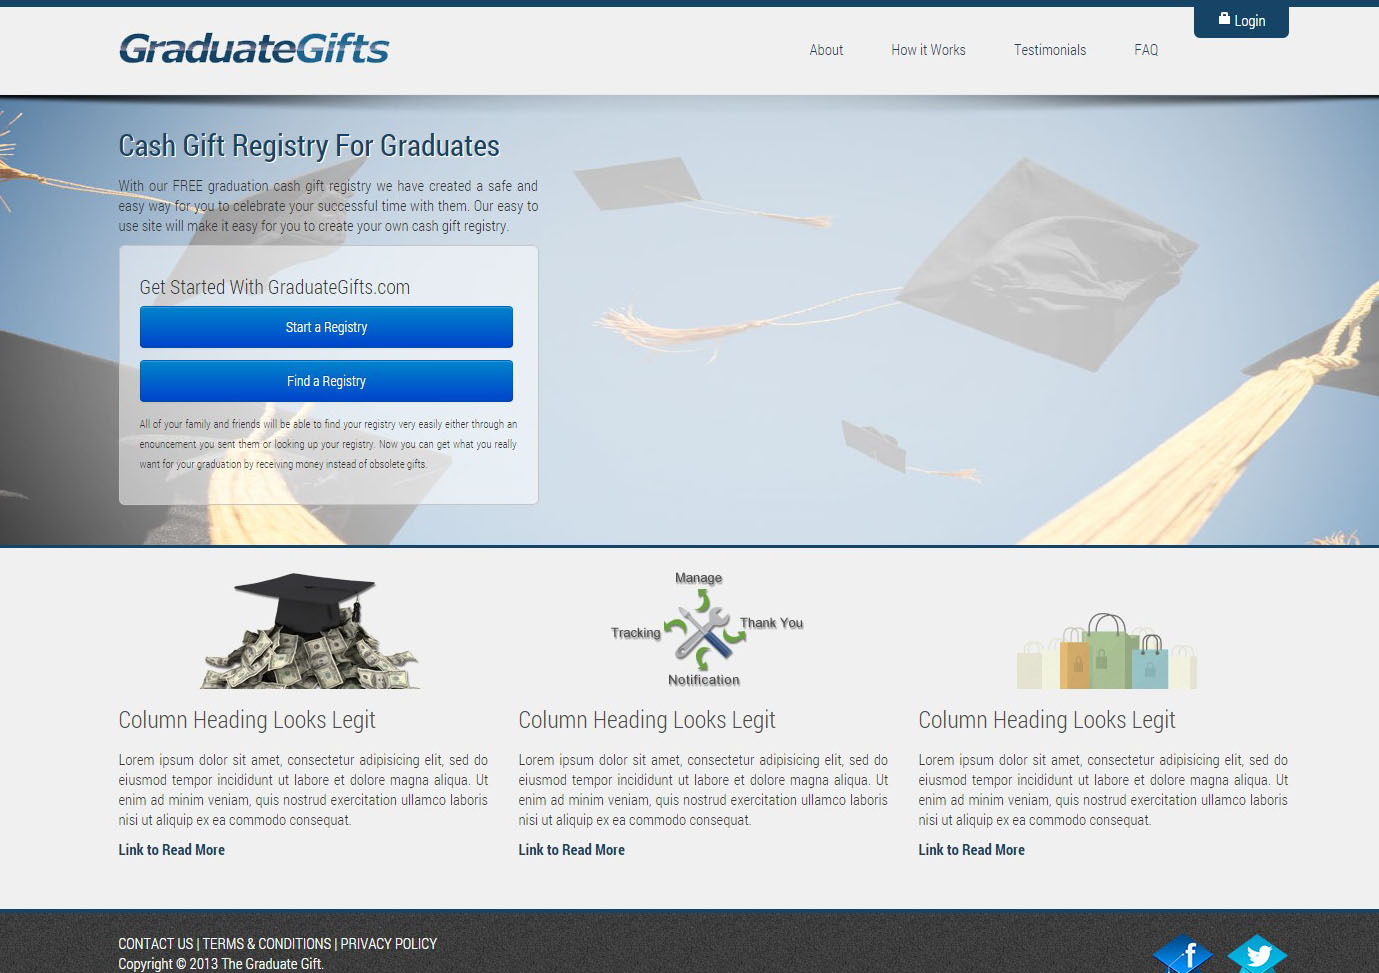 Login
GraduateGifts
About
How it Works
Testimonials
FAQ
Cash Gift Registry For Graduates
With our FREE graduation cash gift registry we have created a safe and
easy way for you to celebrate your successful time with them. Our easy to
use site will make it easy for you to create your own cash gift registry.
Get Started With GraduateGifts.com
Start a Registry
Find a Registry
All of your family and friends will be able to find your registry very easily either through an
enouncement you sent them or looking up your registry. Now you can get what you really
want for your graduation by receiving money instead of obsolete gifts.
Manage
Tracking
Thank You
Notification
Column Heading Looks Legit
Lorem ipsum dolor sit amet, consectetur adipisicing elit, sed do
eiusmod tempor incididunt ut labore et dolore magna aliqua. Ut
enim ad minim veniam, quis nostrud exercitation ullamco laboris
nisi ut aliquip ex ea commodo consequat.
Link to Read More
Column Heading Looks Legit
Lorem ipsum dolor sit amet, consectetur adipisicing elit, sed do
eiusmod tempor incididunt ut labore et dolore magna aliqua. Ut
enim ad minim veniam, quis nostrud exercitation ullamco laboris
nisi ut aliquip ex ea commodo consequat.
Link to Read More
Column Heading Looks Legit
Lorem ipsum dolor sit amet, consectetur adipisicing elit, sed do
eiusmod tempor incididunt ut labore et dolore magna aliqua. Ut
enim ad minim veniam, quis nostrud exercitation ullamco laboris
nisi ut aliquip ex ea commodo consequat.
Link to Read More
CONTACT US | TERMS & CONDITIONS | PRIVACY POLICY
Copyright © 2013 The Graduate Gift.